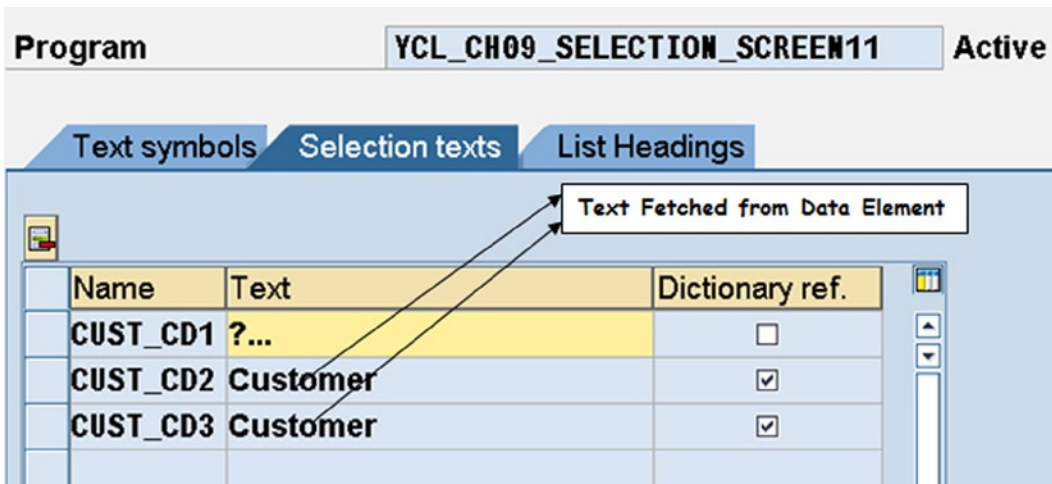 Program YCL_CH09_SELECTION_SCREEN11 Active
Text symbols Selection texts List Headings
Text Fetched from Data Element
Name Text Dictionary ref.
CUST_CD1 ?...
CUST_CD2 Customer
CUST_CD3 Customer